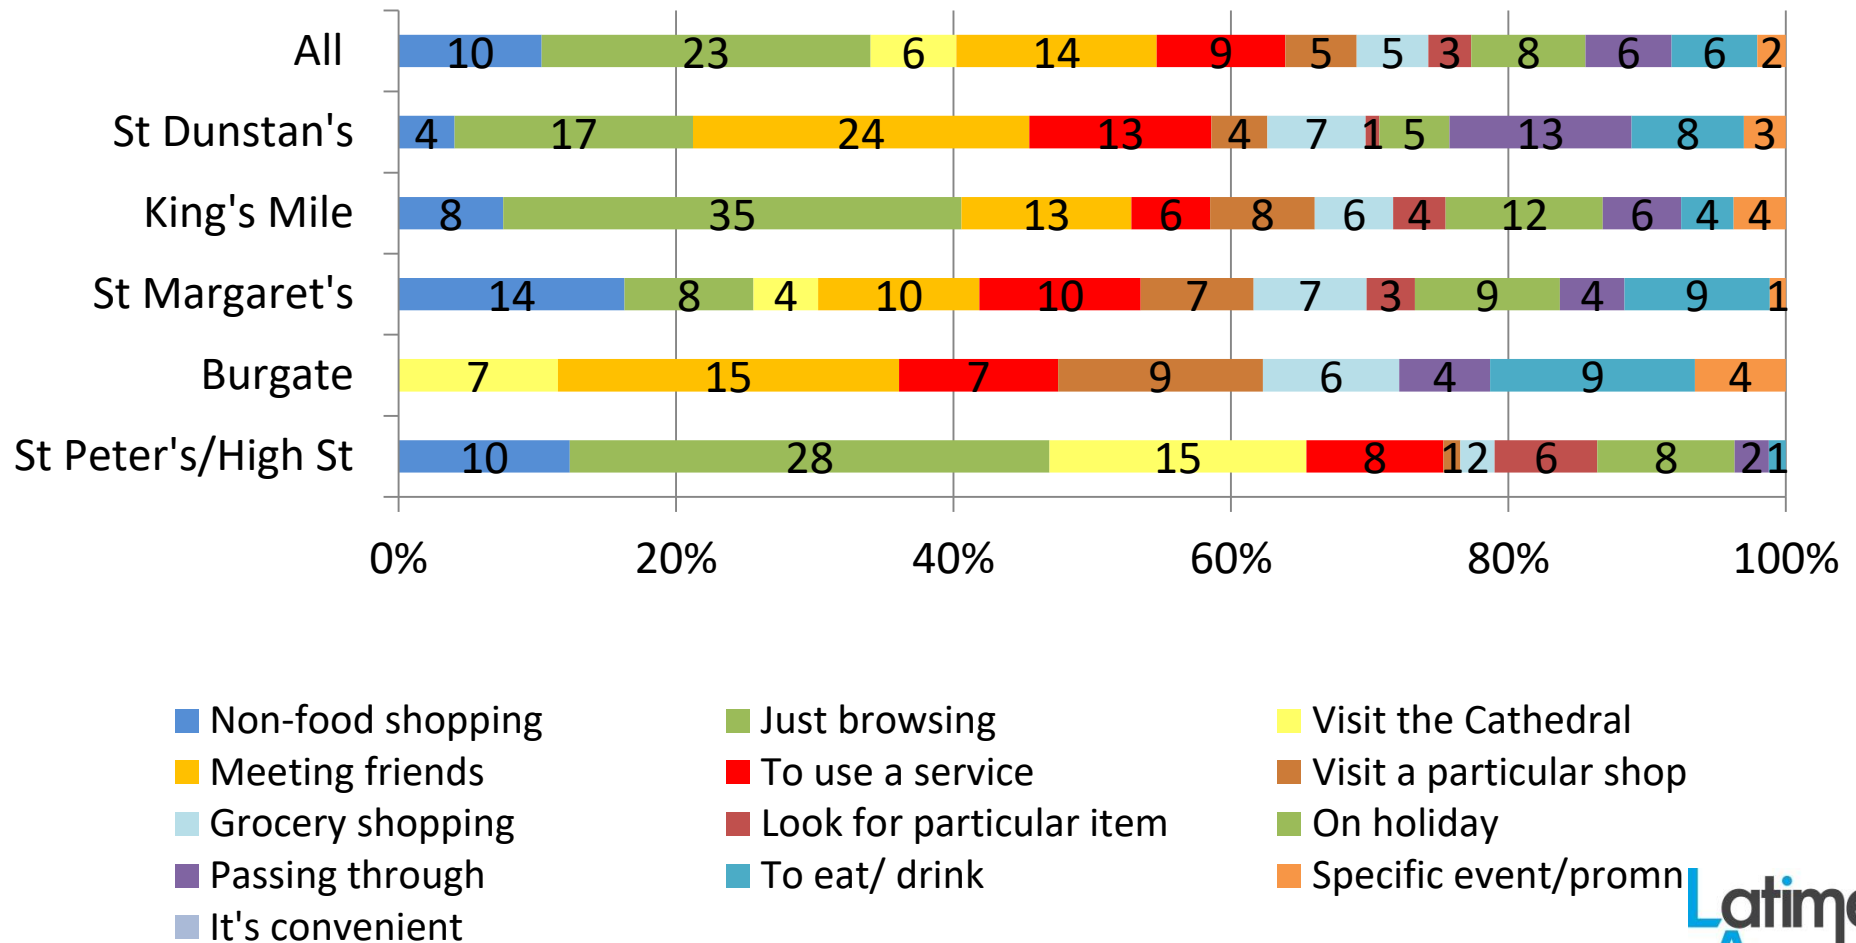 All 10 23 6 14 9 5 5 3 8 6 6 2
St Dunstan's 4 17 24 13 4 7 1 5 13 8 3
King's Mile 8 35 13 6 8 6 4 12 6 4 4
St Margaret's 14 8 4 10 10 7 7 3 9 4 9 1
Burgate 7 15 7 9 6 4 9 4
St Peter's/High St 10 28 15 8 1 2 6 8 2 1
0% 20% 40% 60% 80% 100%
Non-food shopping Just browsing Visit the Cathedral
Meeting friends To use a service Visit a particular shop
Grocery shopping Look for particular item On holiday
Passing through To eat/ drink Specific event/promn
It's convenient